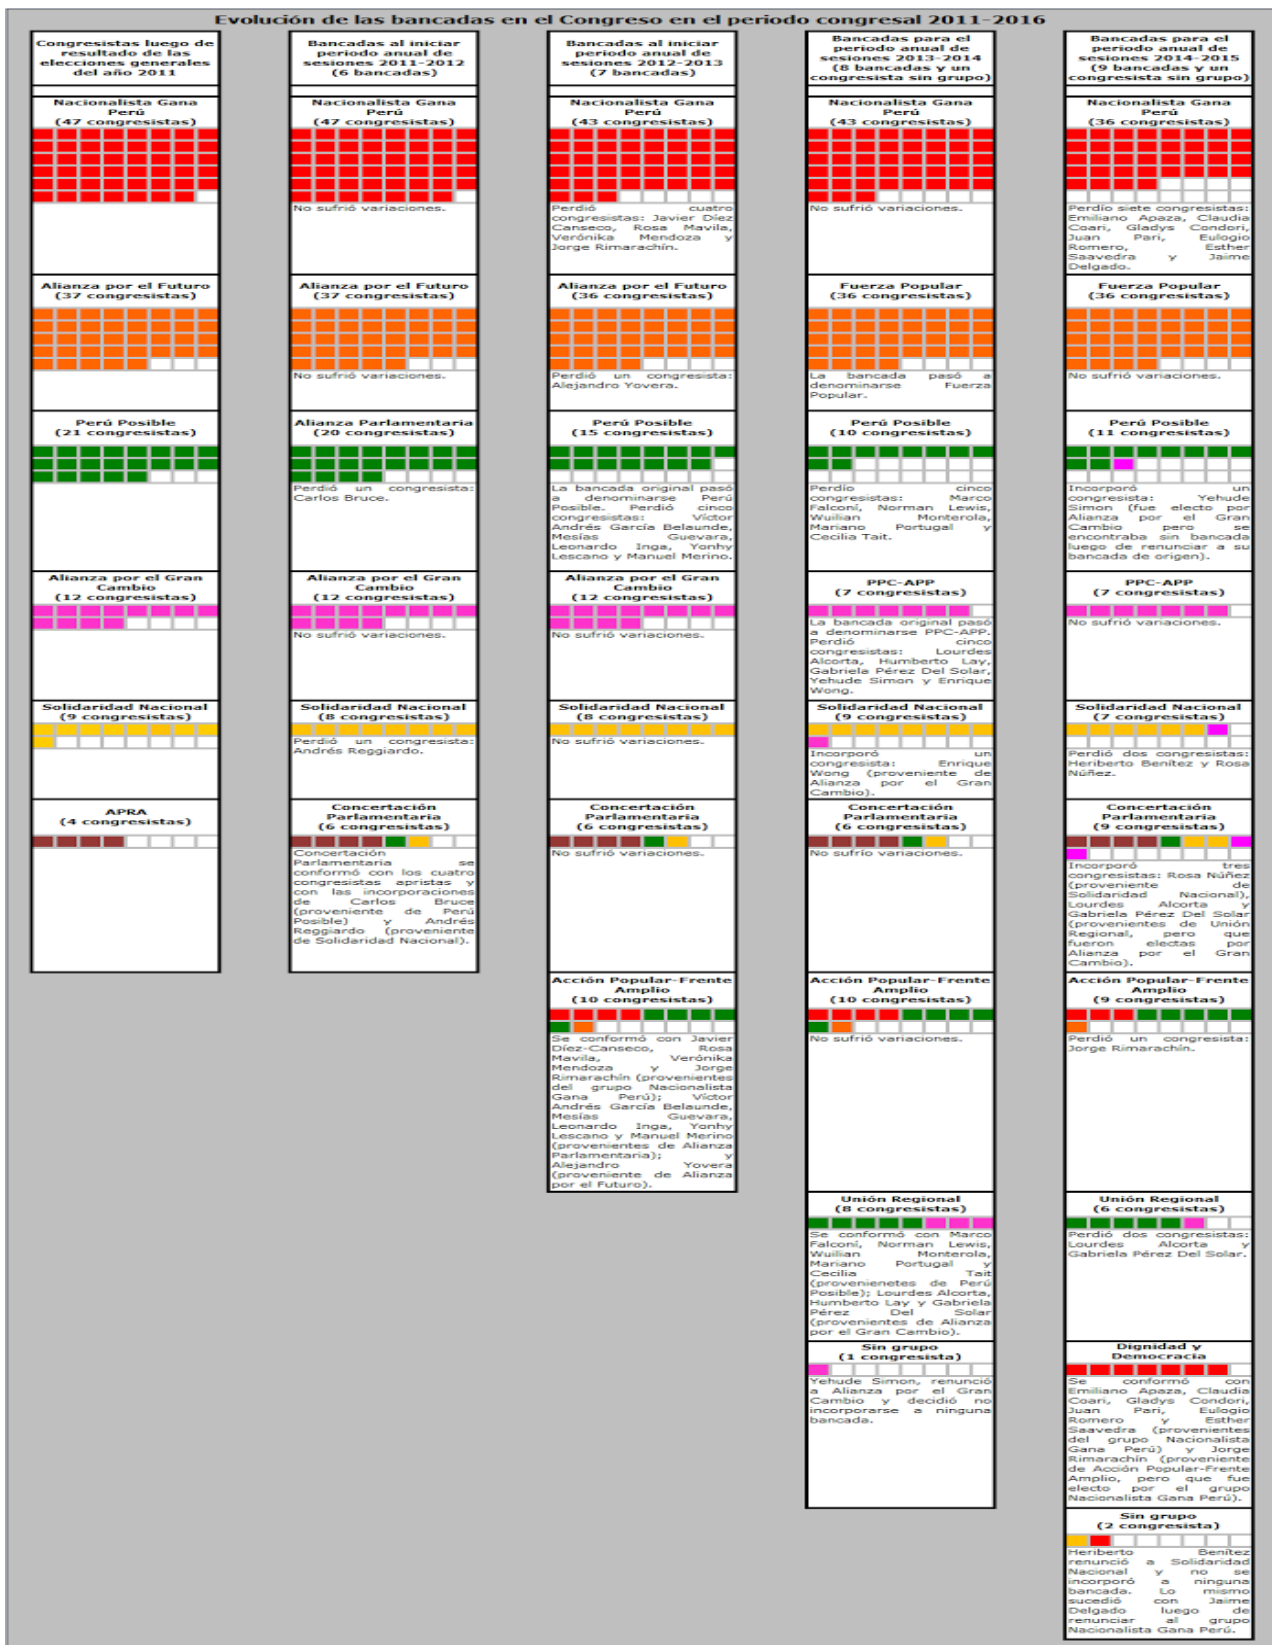 Evolución de las bancadas en el Congreso en el periodo congresal 2011-2016
Congresistas luego de
resultado de las
elecciones generales
del año 2011
Nacionalista Gana
Perú
(47 congresistas)
Alianza por el Futuro
(37 congresistas)
Perú Posible
(21 congresistas)
Alianza por el Gran
Cambio
(12 congresistas)
Solidaridad Nacional
(9 congresistas)
APRA
(4 congresistas)
Bancadas al iniciar
periodo anual de
sesiones 2011-2012
(6 bancadas)
Nacionalista Gana
Perú
(47 congresistas)
No sufrió variaciones.
Alianza por el Futuro
(37 congresistas)
No sufrió variaciones.
Alianza Parlamentaria
(20 congresistas)
Perdió un congresista:
Carlos Bruce.
Alianza por el Gran
Cambio
(12 congresistas)
No sufrió variaciones.
Solidaridad Nacional
(8 congresistas)
Perdió un congresista:
Andrés Reggiardo.
Concertación
Parlamentaria
(6 congresistas)
Concertación
Parlamentaria se
conformó con los cuatro
congresistas apristas y
con las incorporaciones
de Carlos Bruce
(proveniente de Perú
Posible) y Andrés
Reggiardo (proveniente
de Solidaridad Nacional).
Bancadas al iniciar
periodo anual de
sesiones 2012-2013
(7 bancadas)
Nacionalista Gana
Perú
(43 congresistas)
Perdió cuatro
congresistas: Javier Díez
Canseco, Rosa Mavila,
Verónika Mendoza y
Jorge Rimarachín.
Alianza por el Futuro
(36 congresistas)
Perdió un congresista:
Alejandro Yovera.
Perú Posible
(15 congresistas)
La bancada original pasó
a denominarse Perú
Posible. Perdió cinco
congresistas: Víctor
Andrés García Belaunde,
Mesías Guevara,
Leonardo Inga, Yonhy
Lescano y Manuel Merino.
Alianza por el Gran
Cambio
(12 congresistas)
No sufrió variaciones.
Solidaridad Nacional
(8 congresistas)
No sufrió variaciones.
Concertación
Parlamentaria
(6 congresistas)
No sufrió variaciones.
Acción Popular-Frente
Amplio
(10 congresistas)
Se conformó con Javier
Díez-Canseco, Rosa
Mavila, Verónika
Mendoza y Jorge
Rimarachín (provenientes
del grupo Nacionalista
Gana Perú); Víctor
Andrés García Belaunde,
Mesías Guevara,
Leonardo Inga, Yonhy
Lescano y Manuel Merino
(provenientes de Alianza
Parlamentaria); y
Alejandro Yovera
(proveniente de Alianza
por el Futuro).
Bancadas para el
periodo anual de
sesiones 2013-2014
(8 bancadas y un
congresista sin grupo)
Nacionalista Gana
Perú
(43 congresistas)
No sufrió variaciones.
Fuerza Popular
(36 congresistas)
La bancada pasó a
denominarse Fuerza
Popular.
Perú Posible
(10 congresistas)
Perdío cinco
congresistas: Marco
Falconí, Norman Lewis,
Wuilian Monterola,
Mariano Portugal y
Cecilia Tait.
PPC-APP
(7 congresistas)
La bancada original pasó
a denominarse PPC-APP.
Perdió cinco
congresistas: Lourdes
Alcorta, Humberto Lay,
Gabriela Pérez Del Solar,
Yehude Simon y Enrique
Wong.
Solidaridad Nacional
(9 congresistas)
Incorporó un
congresista: Enrique
Wong (proveniente de
Alianza por el Gran
Cambio).
Concertación
Parlamentaria
(6 congresistas)
No sufrío variaciones.
Acción Popular-Frente
Amplio
(10 congresistas)
No sufrió variaciones.
Unión Regional
(8 congresistas)
Se conformó con Marco
Falconí, Norman Lewis,
Wuilian Monterola,
Mariano Portugal y
Cecilia Tait
(provenienetes de Perú
Posible); Lourdes Alcorta,
Humberto Lay y Gabriela
Pérez Del Solar
(provenientes de Alianza
por el Gran Cambio).
Sin grupo
(1 congresista)
Yehude Simon, renunció
a Alianza por el Gran
Cambio y decidió no
incorporarse a ninguna
bancada.
Bancadas para el
periodo anual de
sesiones 2014-2015
(9 bancadas y un
congresista sin grupo)
Nacionalista Gana
Perú
(36 congresistas)
Perdío siete congresistas:
Emiliano Apaza, Claudia
Coari, Gladys Condori,
Juan Pari, Eulogio
Romero, Esther
Saavedra y Jaime
Delgado.
Fuerza Popular
(36 congresistas)
No sufrió variaciones.
Perú Posible
(11 congresistas)
Incorporó un
congresista: Yehude
Simon (fue electo por
Alianza por el Gran
Cambio pero se
encontraba sin bancada
luego de renunciar a su
bancada de origen).
PPC-APP
(7 congresistas)
No sufrió variaciones.
Solidaridad Nacional
(7 congresistas)
Perdió dos congresistas:
Heriberto Benítez y Rosa
Núñez.
Concertación
Parlamentaria
(9 congresistas)
Incorporó tres
congresistas: Rosa Núñez
(proveniente de
Solidaridad Nacional),
Lourdes Alcorta y
Gabriela Pérez Del Solar
(provenientes de Unión
Regional, pero que
fueron electas por
Alianza por el Gran
Cambio).
Acción Popular-Frente
Amplio
(9 congresistas)
Perdió un congresista:
Jorge Rimarachín.
Unión Regional
(6 congresistas)
Perdió dos congresistas:
Lourdes Alcorta y
Gabriela Pérez Del Solar.
Dignidad y
Democracia
Se conformó con
Emiliano Apaza, Claudia
Coari, Gladys Condori,
Juan Pari, Eulogio
Romero y Esther
Saavedra (provenientes
del grupo Nacionalista
Gana Perú) y Jorge
Rimarachín (proveniente
de Acción Popular-Frente
Amplio, pero que fue
electo por el grupo
Nacionalista Gana Perú).
Sin grupo
(2 congresista)
Heriberto Benítez
renunció a Solidaridad
Nacional y no se
incorporó a ninguna
bancada. Lo mismo
sucedió con Jaime
Delgado luego de
renunciar al grupo
Nacionalista Gana Perú.